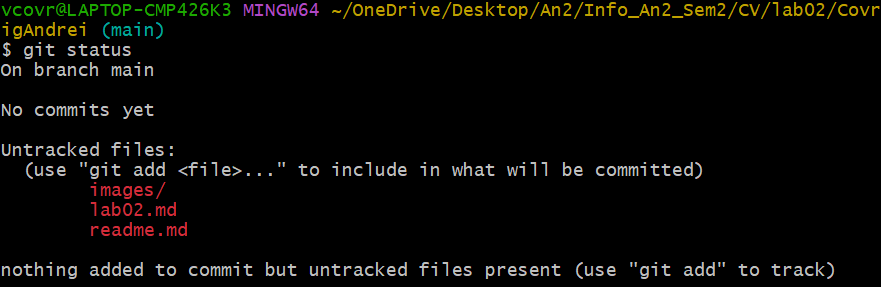 vcovr@LAPTOP-CMP426K3 MINGW64 ~/OneDrive/Desktop/An2/Info_An2_Sem2/CV/lab02/Covr
igAndrei (main)
$ git status
On branch main
No commits yet
Untracked files:
(use "git add <file>..." to include in what will be committed)
images/
lab02.md
readme.md
nothing added to commit but untracked files present (use "git add" to track)